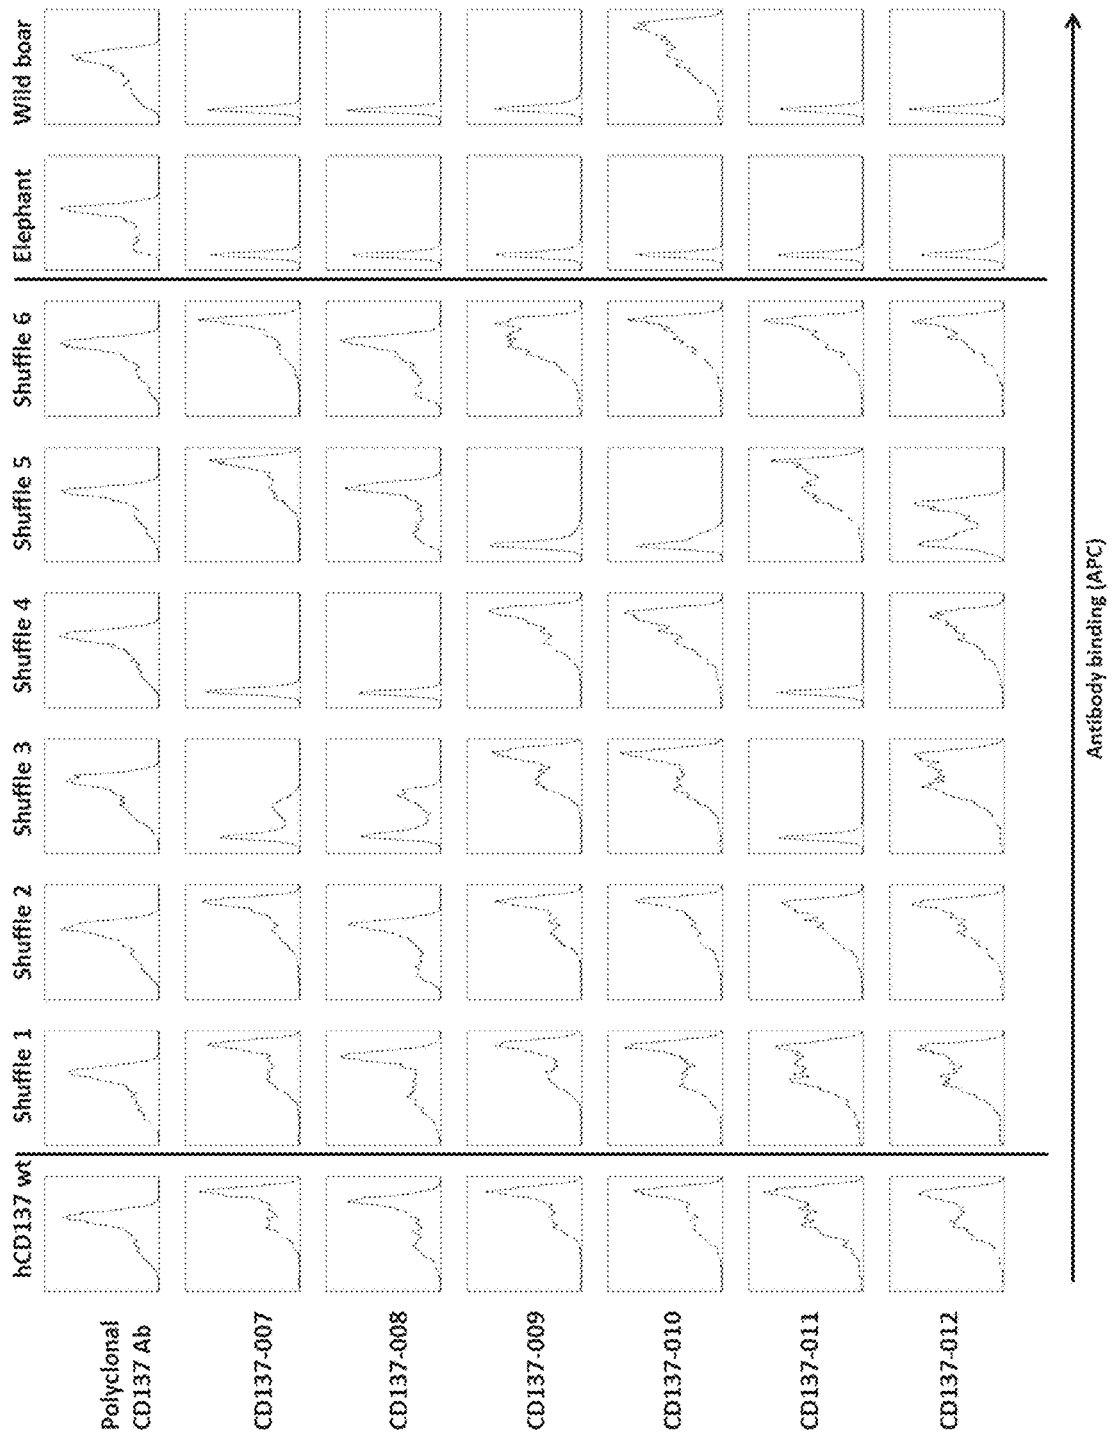 hCD137 wt
Shuffle 1
Shuffle 2
Shuffle 3
Shuffle 4
Shuffle 5
Shuffle 6
Elephant
Wild boar
Polyclonal
CD137 Ab
CD137-007
CD137-008
CD137-009
CD137-010
CD137-011
CD137-012
Antibody binding (APC)